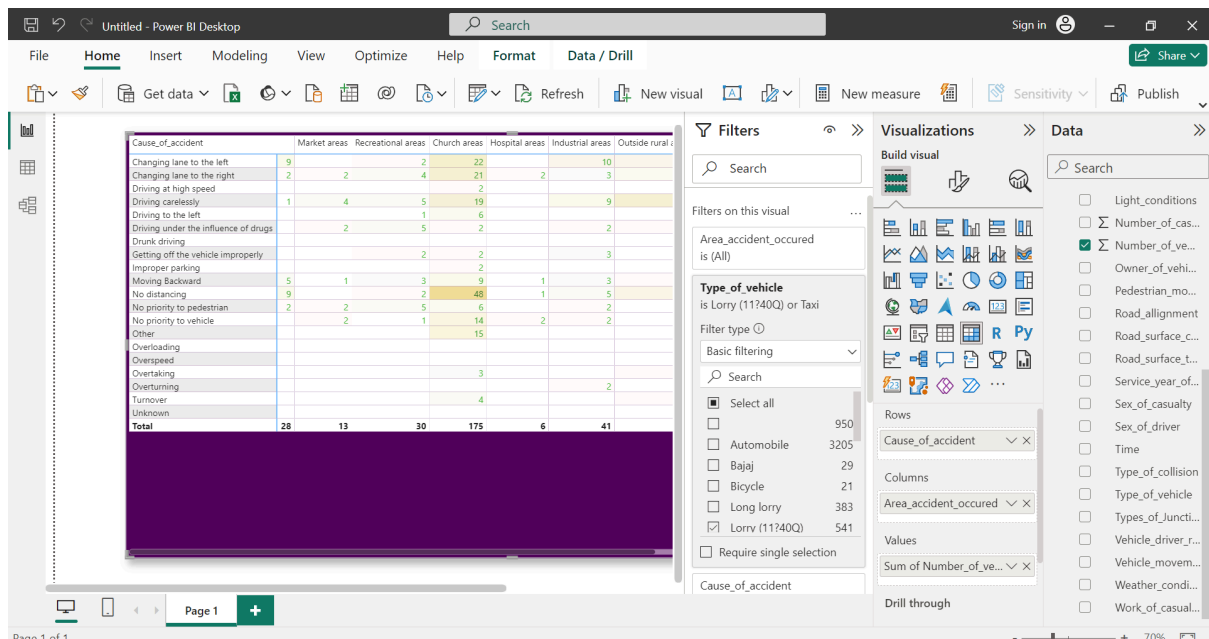 Untitled - Power BI Desktop
Search
Sign in
File Home Insert Modeling View Optimize Help Format Data / Drill
Share
Get data
Refresh
New visual
New measure
Sensitivity
Publish
Cause_of_accident Market areas Recreational areas Church areas Hospital areas Industrial areas Outside rural
Changing lane to the left 9 2 22 10
Changing lane to the right 2 2 4 21 2 3
Driving at high speed 2
Driving carelessly 1 4 5 19 9
Driving to the left 1 6
Driving under the influence of drugs 2 5 2 2
Drunk driving
Getting off the vehicle improperly 2 2 3
Improper parking 2
Moving Backward 5 1 3 9 1 3
No distancing 9 2 48 1 5
No priority to pedestrian 2 2 5 6 2
No priority to vehicle 2 1 14 2 2
Other 15
Overloading
Overspeed
Overtaking 3
Overturning 2
Turnover 4
Unknown
Total 28 13 30 175 6 41
Filters
Search
Filters on this visual
...
Area_accident_occured
is (All)
Type_of_vehicle
is Lorry (11?40Q) or Taxi
Filter type
Basic filtering
Search
Select all
950
Automobile 3205
Bajaj 29
Bicycle 21
Long lorry 383
Lorry (11?40Q) 541
Require single selection
Cause_of_accident
Visualizations
Build visual
123
R Py
123
...
Rows
Cause_of_accident
Columns
Area_accident_occured
Values
Sum of Number_of_ve...
Drill through
Data
Search
Light_conditions
Σ Number_of_cas...
Σ Number_of_ve...
Owner_of_vehi...
Pedestrian_mo...
Road_allignment
Road_surface_c...
Road_surface_t...
Service_year_of...
Sex_of_casualty
Sex_of_driver
Time
Type_of_collision
Type_of_vehicle
Types_of_Juncti...
Vehicle_driver_r...
Vehicle_movem...
Weather_condi...
Work_of_casual...
Page 1
+
Page 1 of 1
- + 70%